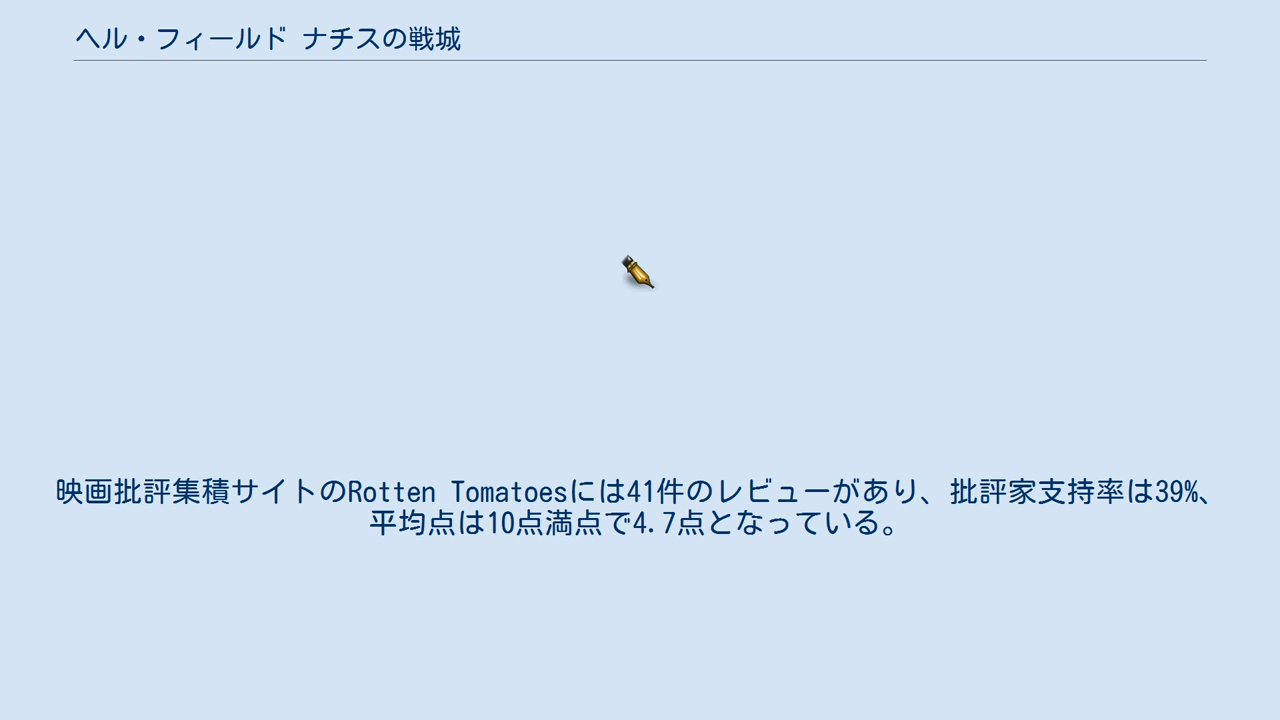 ヘル・フィールド ナチスの戦城
映画批評集積サイトのRotten Tomatoesには41件のレビューがあり、批評家支持率は39%、
平均点は10点満点で4.7点となっている。